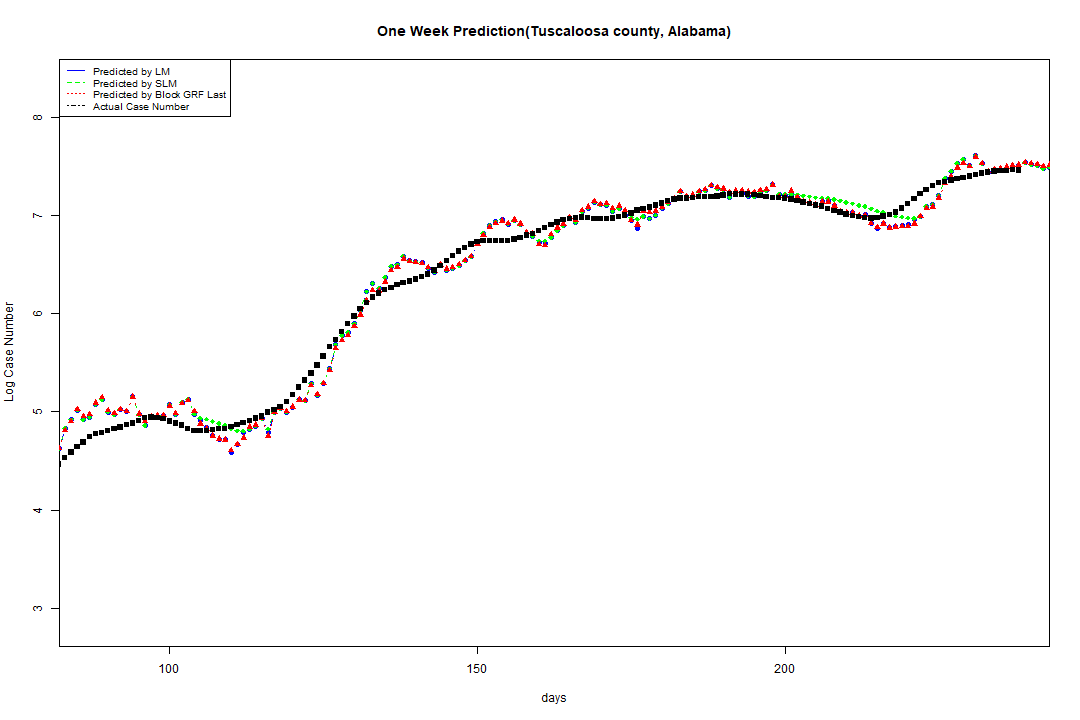 One Week Prediction(Tuscaloosa county, Alabama)
Predicted by LM
Predicted by SLM
Predicted by Block GRF Last
Actual Case Number
8
7
6
5
4
3
Log Case Number
100 150 200
days